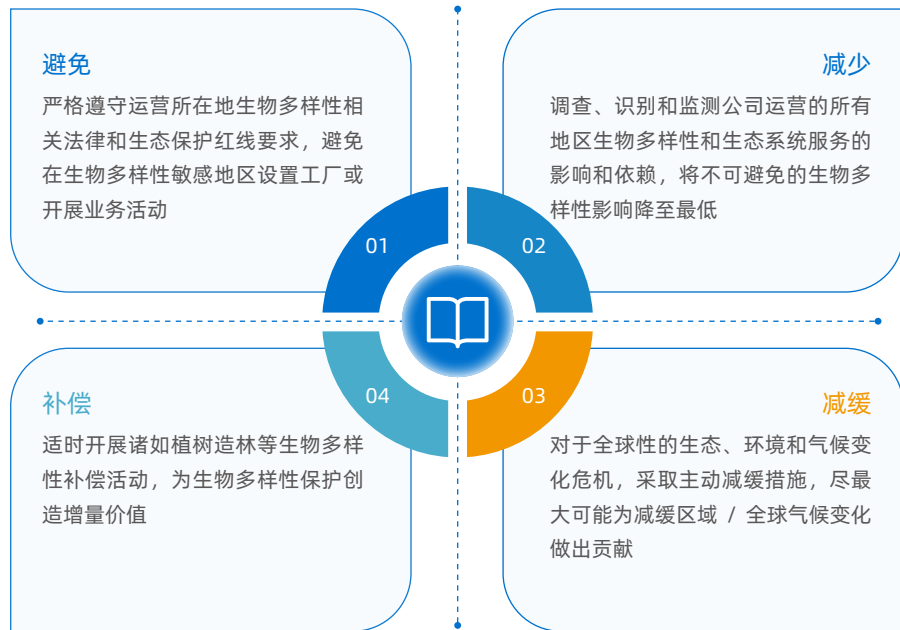 避免
严格遵守运营所在地生物多样性相
关法律和生态保护红线要求，避免
在生物多样性敏感地区设置工厂或
开展业务活动
01
减少
调查、识别和监测公司运营的所有
地区生物多样性和生态系统服务的
影响和依赖，将不可避免的生物多
样性影响降至最低
02
减缓
对于全球性的生态、环境和气候变
化危机，采取主动减缓措施，尽最
大可能为减缓区域 / 全球气候变化
做出贡献
03
补偿
适时开展诸如植树造林等生物多样
性补偿活动，为生物多样性保护创
造增量价值
04